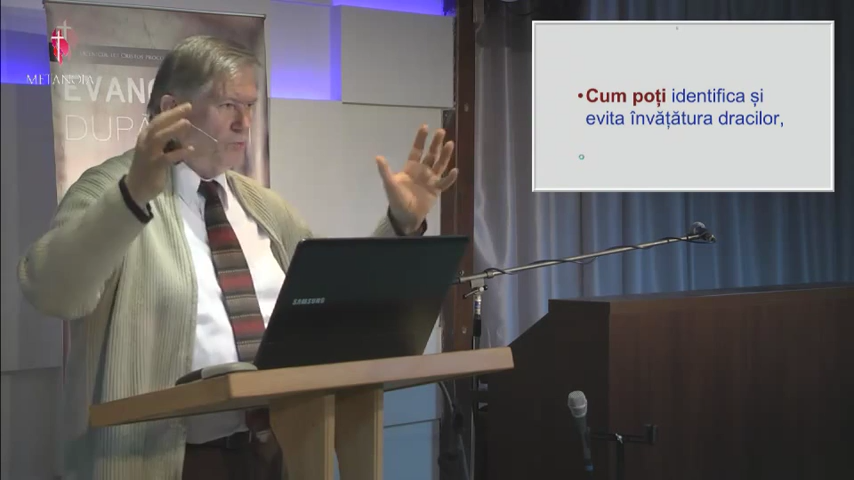 METANOIA
EVANG
DUPĂ
SAMSUNG
•Cum poți identifica și
evita învățătura dracilor,